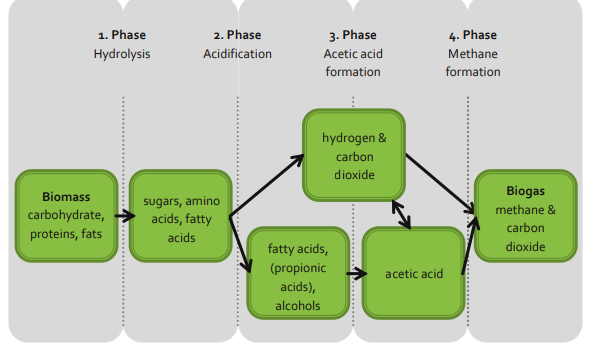 1. Phase
Hydrolysis
2. Phase
Acidification
3. Phase
Acetic acid
formation
4. Phase
Methane
formation
Biomass
carbohydrate,
proteins, fats
sugars, amino
acids, fatty
acids
hydrogen &
carbon
dioxide
fatty acids,
(propionic
acids),
alcohols
acetic acid
Biogas
methane &
carbon
dioxide